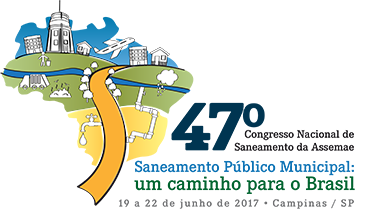 47º
Congresso Nacional de
Saneamento da Assemae
Saneamento Público Municipal:
um caminho para o Brasil
19 a 22 de junho de 2017 • Campinas / SP